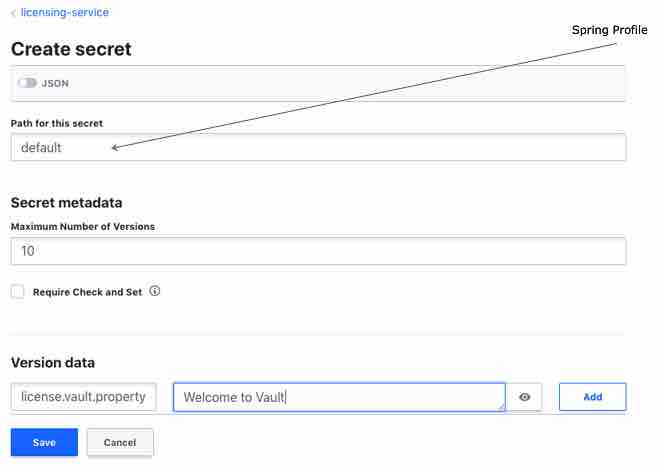 < licensing-service
Spring Profile
Create secret
JSON
Path for this secret
default
Secret metadata
Maximum Number of Versions
10
Require Check and Set
Version data
license.vault.property Welcome to Vault Add
Save Cancel